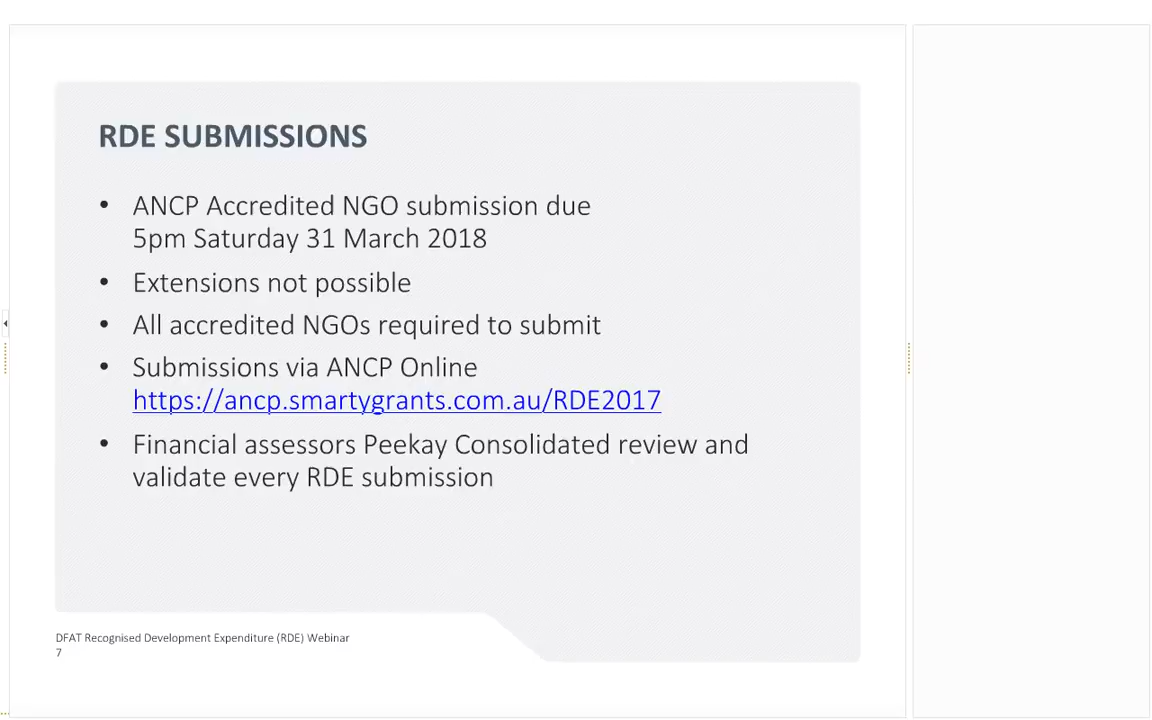 RDE SUBMISSIONS
• ANCP Accredited NGO submission due
5pm Saturday 31 March 2018
• Extensions not possible
• All accredited NGOs required to submit
• Submissions via ANCP Online
https://ancp.smartygrants.com.au/RDE2017
• Financial assessors Peekay Consolidated review and
validate every RDE submission
DFAT Recognised Development Expenditure (RDE) Webinar
7